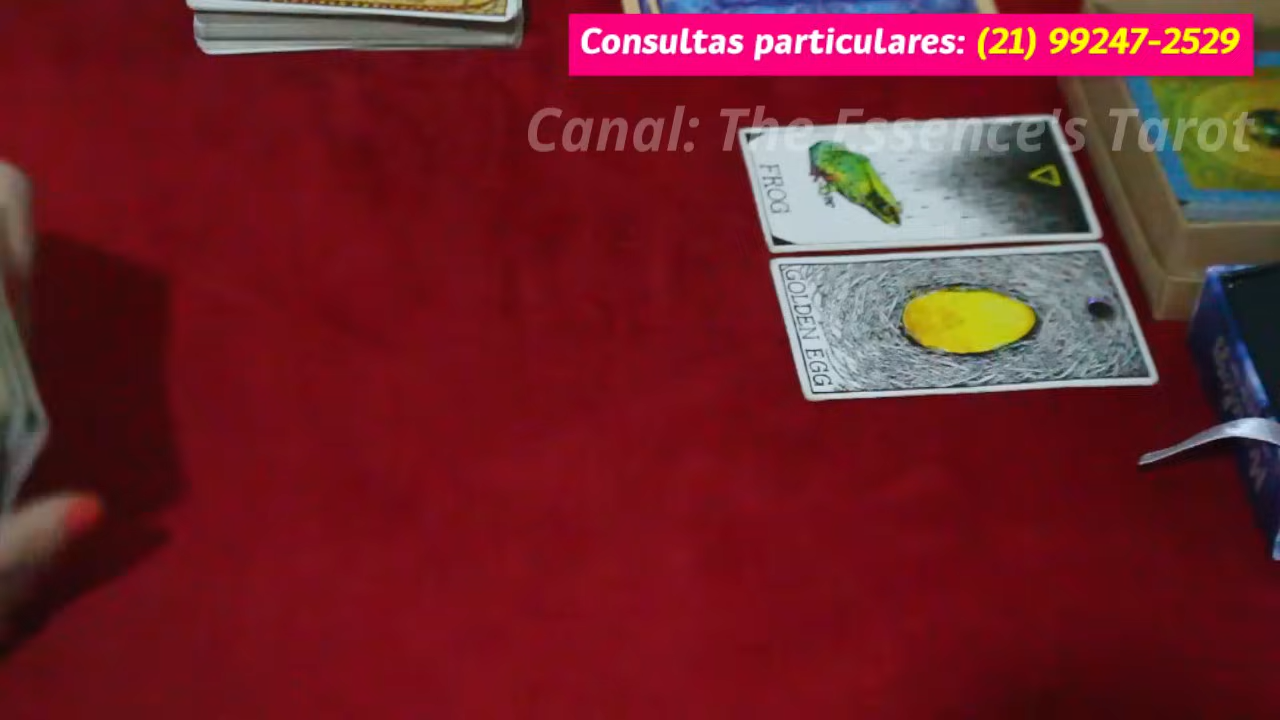 Consultas particulares: (21) 99247-2529
Canal: The Essence's Tarot
FROG
GOLDEN EGG